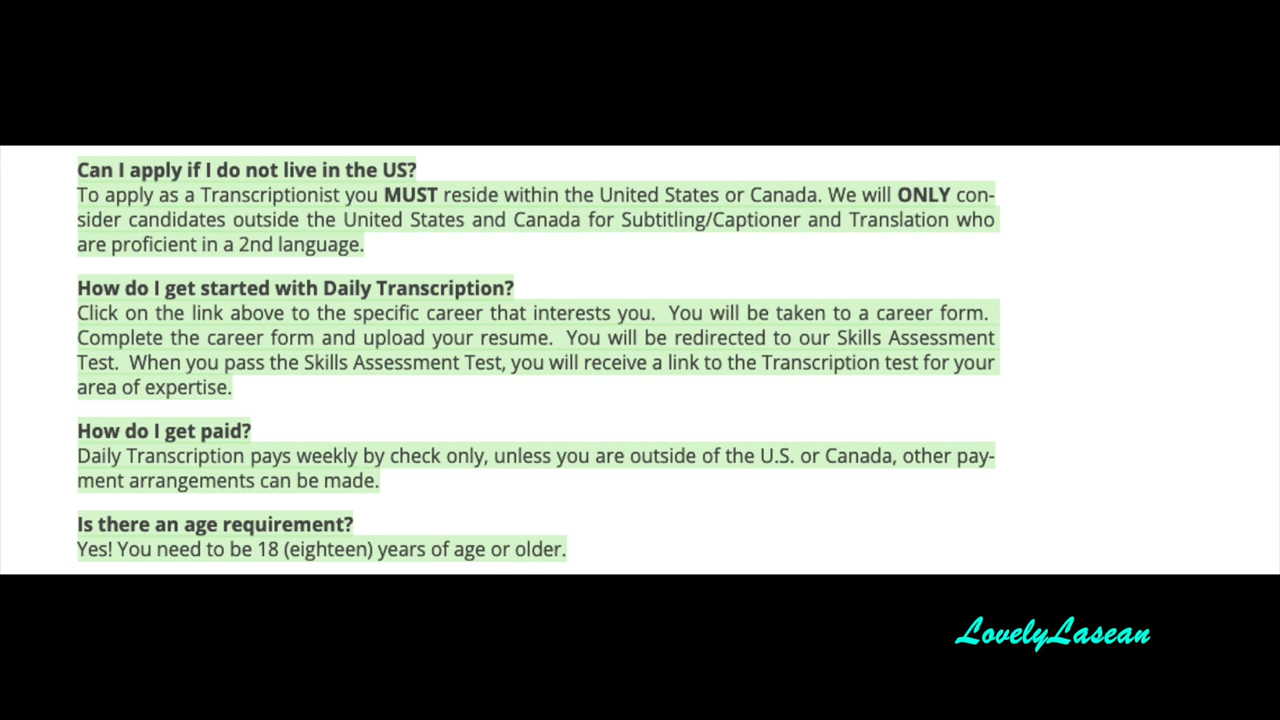 Can I apply if I do not live in the US?
To apply as a Transcriptionist you MUST reside within the United States or Canada. We will ONLY con-
sider candidates outside the United States and Canada for Subtitling/Captioner and Translation who
are proficient in a 2nd language.
How do I get started with Daily Transcription?
Click on the link above to the specific career that interests you.  You will be taken to a career form.
Complete the career form and upload your resume.  You will be redirected to our Skills Assessment
Test.  When you pass the Skills Assessment Test, you will receive a link to the Transcription test for your
area of expertise.
How do I get paid?
Daily Transcription pays weekly by check only, unless you are outside of the U.S. or Canada, other pay-
ment arrangements can be made.
Is there an age requirement?
Yes! You need to be 18 (eighteen) years of age or older.
LovelyLasean